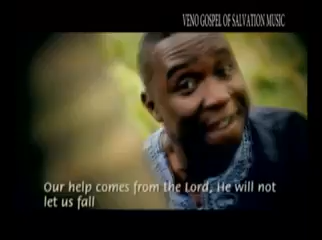 VENO GOSPEL OF SALVATION MUSIC
Our help comes from the Lord, He will not
let us fall